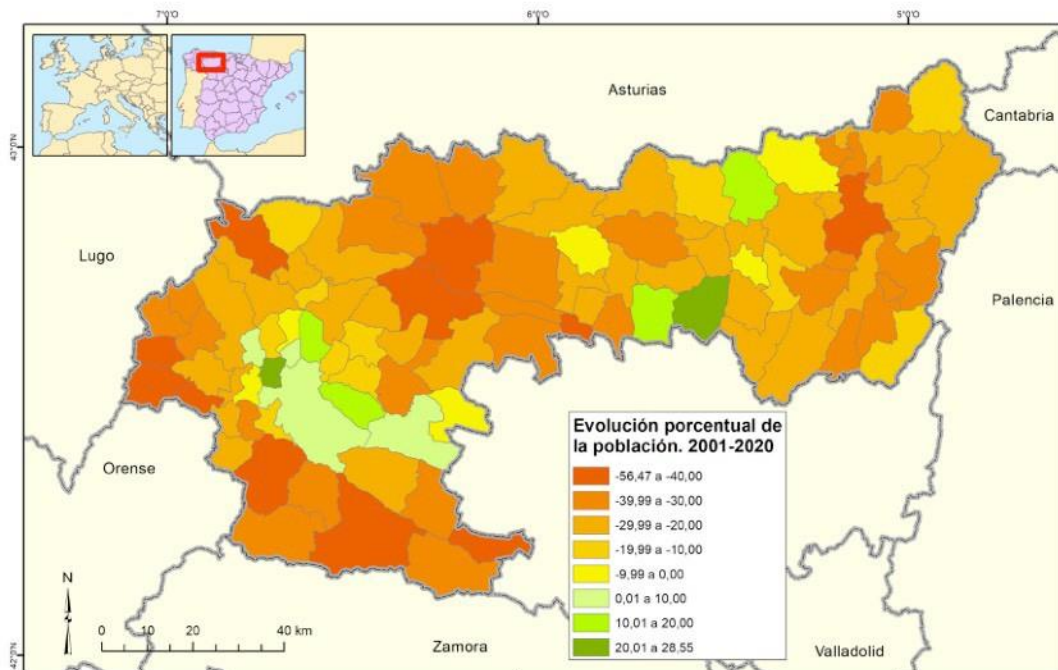 7°0'0"O
6°0'0"O
5°0'0"O
Asturias
Cantabria
43°0'N
Lugo
Palencia
Orense
Evolución porcentual de
la población. 2001-2020
-56,47 a -40,00
-39,99 a -30,00
-29,99 a -20,00
-19,99 a -10,00
-9,99 a 0,00
0,01 a 10,00
10,01 a 20,00
20,01 a 28,55
N
0 10 20 40 km
Zamora
Valladolid
42°0'N